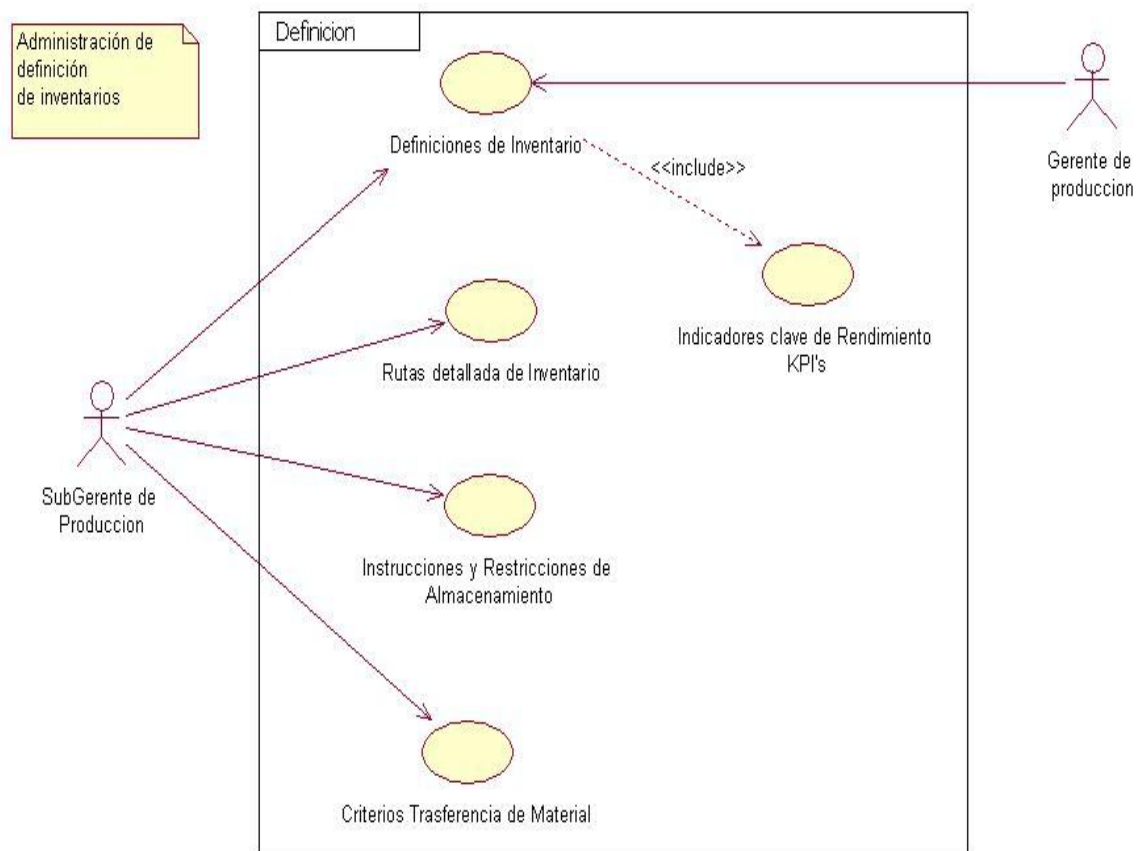 Administración de
definición
de inventarios
Definicion
Definiciones de Inventario
<<include>>
Gerente de
produccion
Indicadores clave de Rendimiento
KPI's
Rutas detallada de Inventario
SubGerente de
Produccion
Instrucciones y Restricciones de
Almacenamiento
Criterios Trasferencia de Material